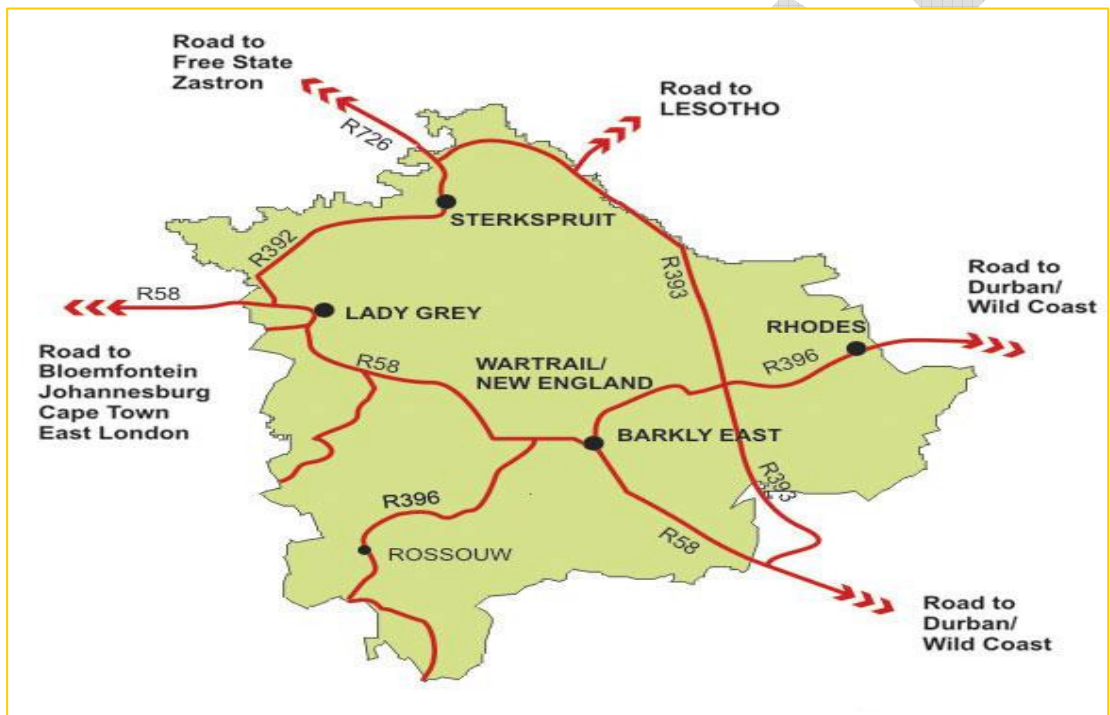 Road to
Free State
Zastron
Road to
LESOTHO
R726
STERKSPRUIT
R392
R393
Road to
Durban/
Wild Coast
R58
LADY GREY
RHODES
Road to
Bloemfontein
Johannesburg
Cape Town
East London
R58
WARTRAIL/
NEW ENGLAND
R396
BARKLY EAST
R393
R396
R58
ROSSOUW
Road to
Durban/
Wild Coast